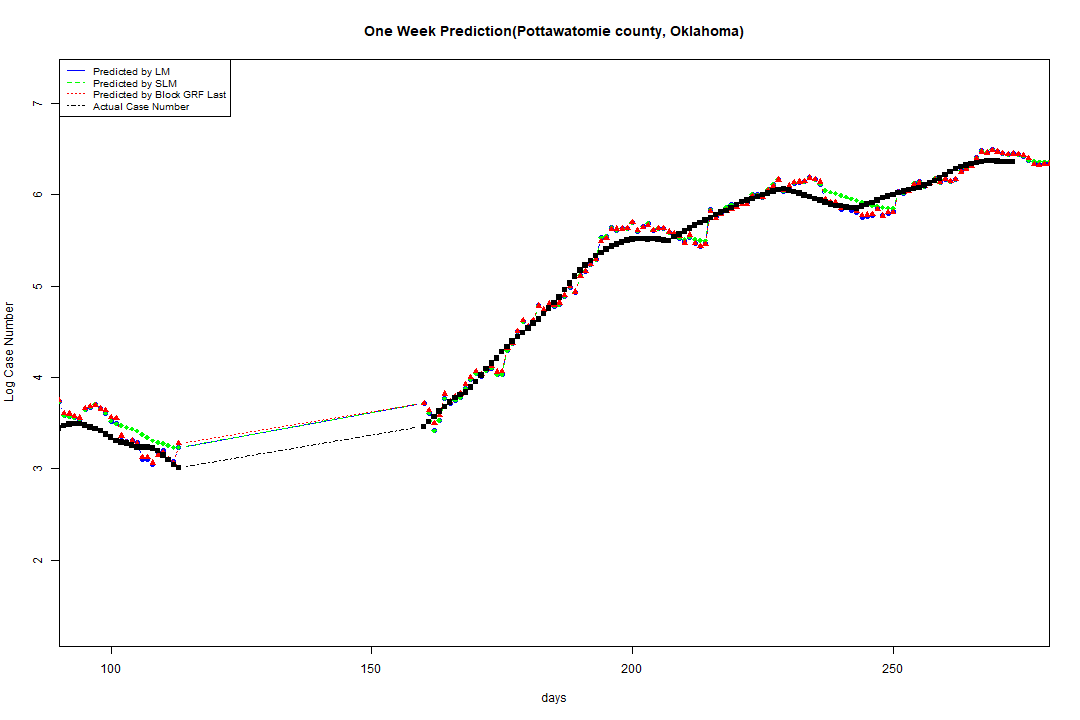 One Week Prediction(Pottawatomie county, Oklahoma)
Predicted by LM
Predicted by SLM
Predicted by Block GRF Last
Actual Case Number
7
6
5
4
3
2
Log Case Number
100 150 200 250
days